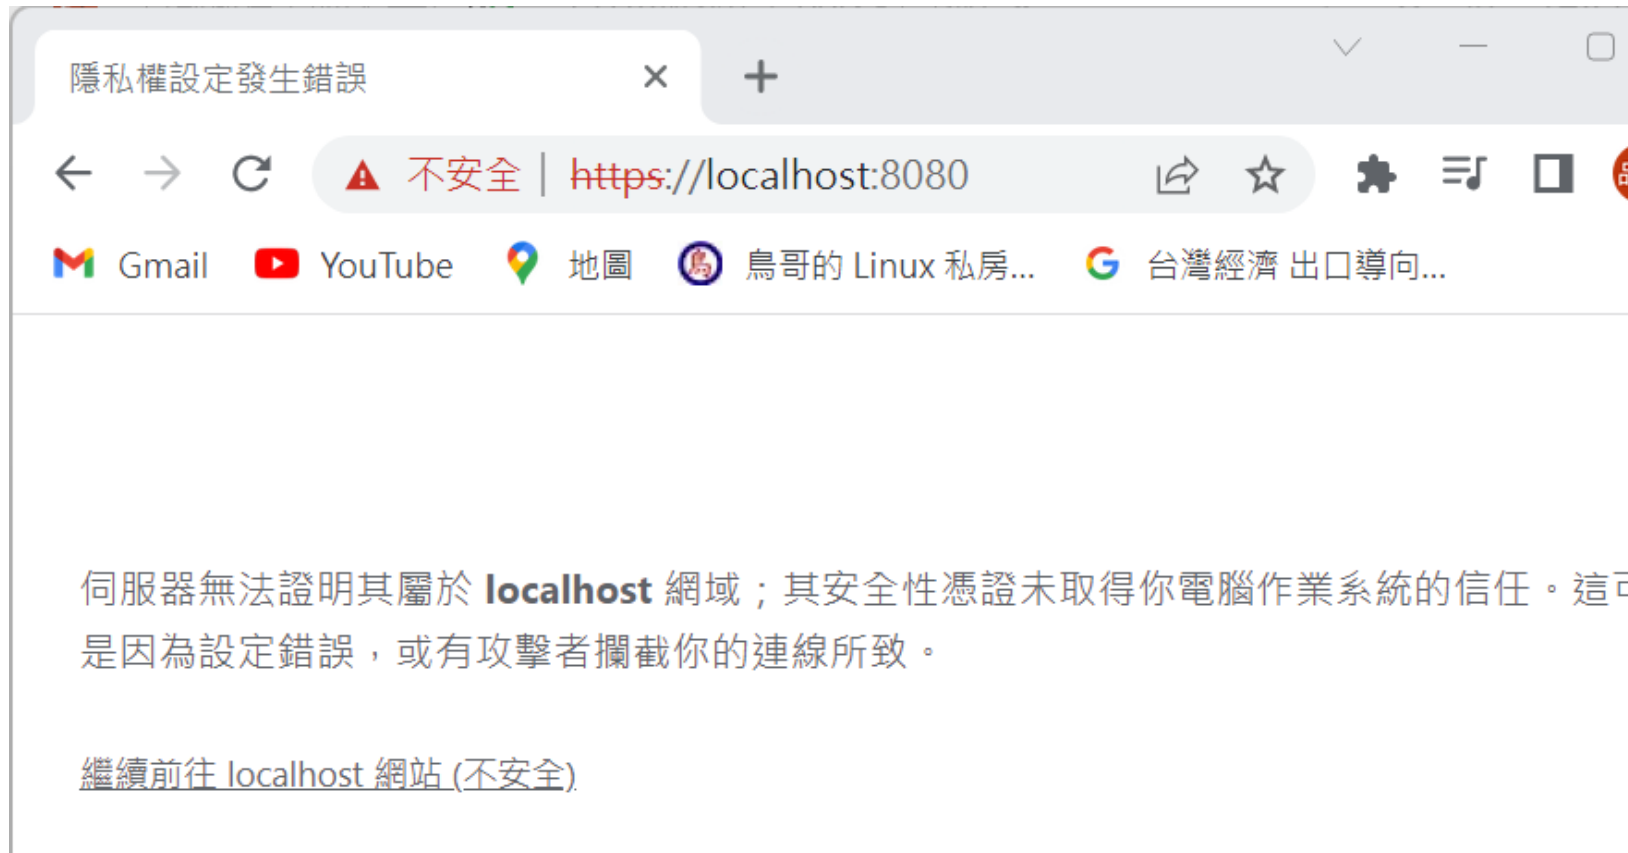 隱私權設定發生錯誤
不安全 https://localhost:8080
Gmail YouTube 地圖 鳥哥的 Linux 私房... 台灣經濟 出口導向...
伺服器無法證明其屬於 localhost 網域；其安全性憑證未取得你電腦作業系統的信任。這
是因為設定錯誤，或有攻擊者攔截你的連線所致。
繼續前往 localhost 網站 (不安全)